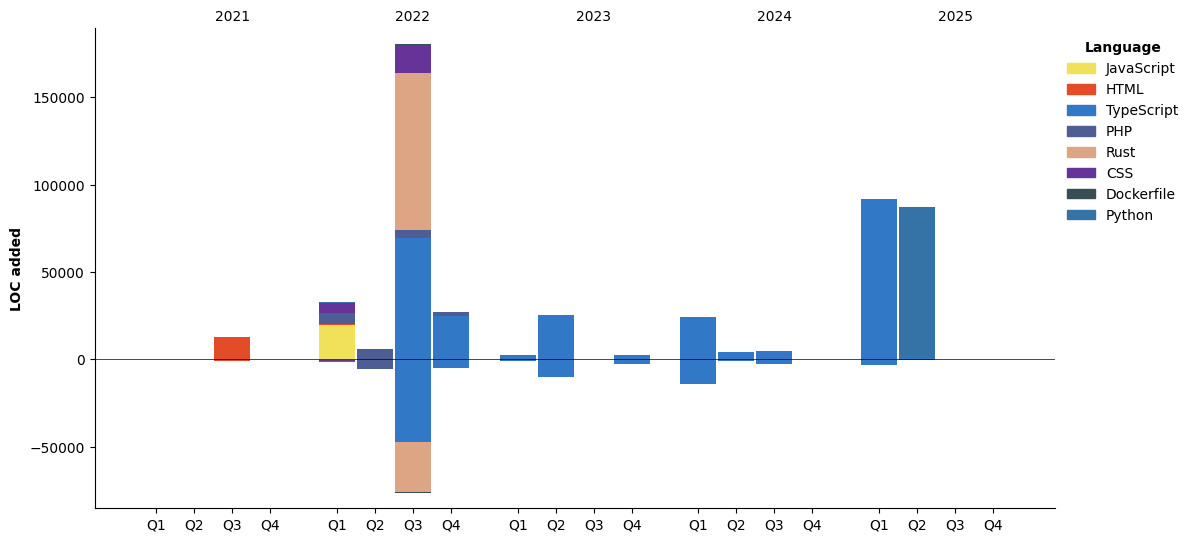 2021 2022 2023 2024 2025
Language
JavaScript
HTML
TypeScript
PHP
Rust
CSS
Dockerfile
Python
LOC added
150000
100000
50000
0
−50000
Q1 Q2 Q3 Q4 Q1 Q2 Q3 Q4 Q1 Q2 Q3 Q4 Q1 Q2 Q3 Q4 Q1 Q2 Q3 Q4